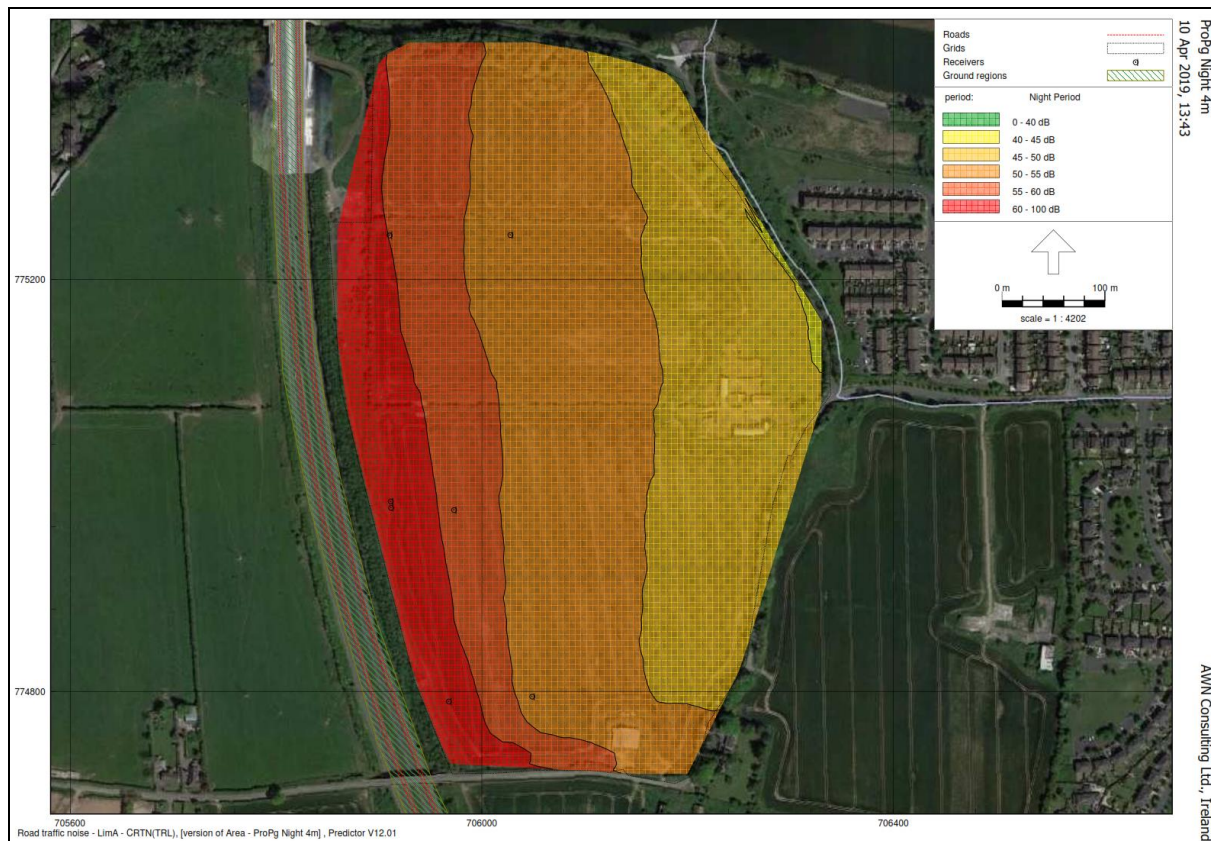 Roads
Grids
Receivers
Ground regions
period: Night Period
0 - 40 dB
40 - 45 dB
45 - 50 dB
50 - 55 dB
55 - 60 dB
60 - 100 dB
0 m 100 m
scale = 1 : 4202
ProPg Night 4m
10 Apr 2019, 13:43
775200
774800
AWN Consulting Ltd., Ireland
705600 706000 706400
Road traffic noise - LimA - CRTN(TRL), [version of Area - ProPg Night 4m] , Predictor V12.01